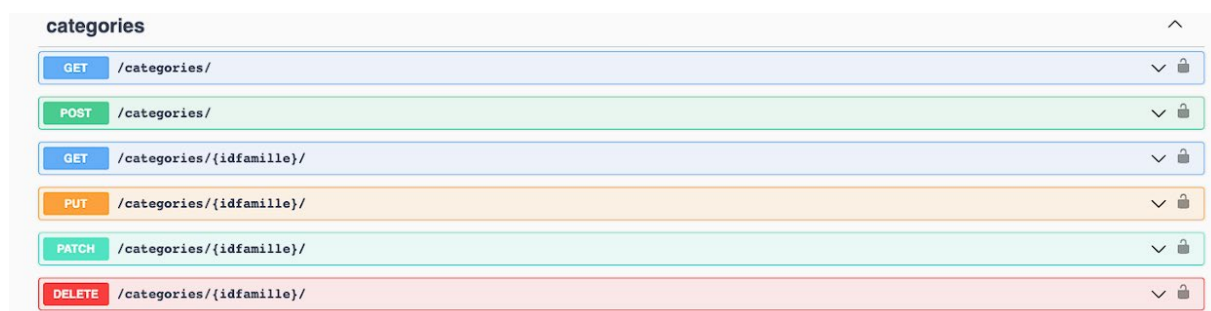 categories
GET /categories/
POST /categories/
GET /categories/{idfamille}/
PUT /categories/{idfamille}/
PATCH /categories/{idfamille}/
DELETE /categories/{idfamille}/